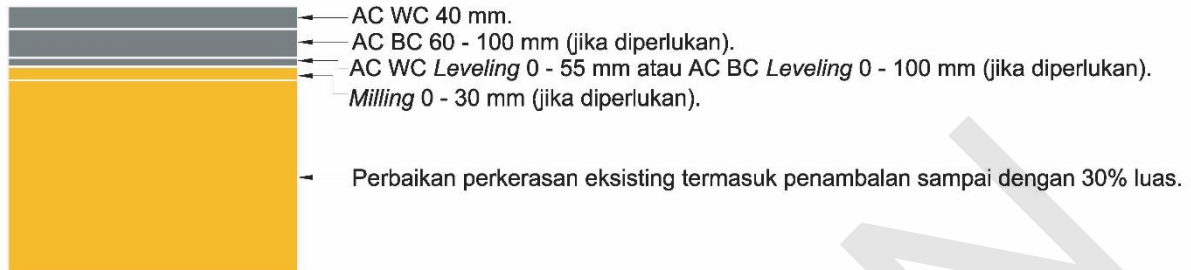 AC WC 40 mm.
AC BC 60 - 100 mm (jika diperlukan).
AC WC Leveling 0 - 55 mm atau AC BC Leveling 0 - 100 mm (jika diperlukan).
Milling 0 - 30 mm (jika diperlukan).
Perbaikan perkerasan eksisting termasuk penambalan sampai dengan 30% luas.